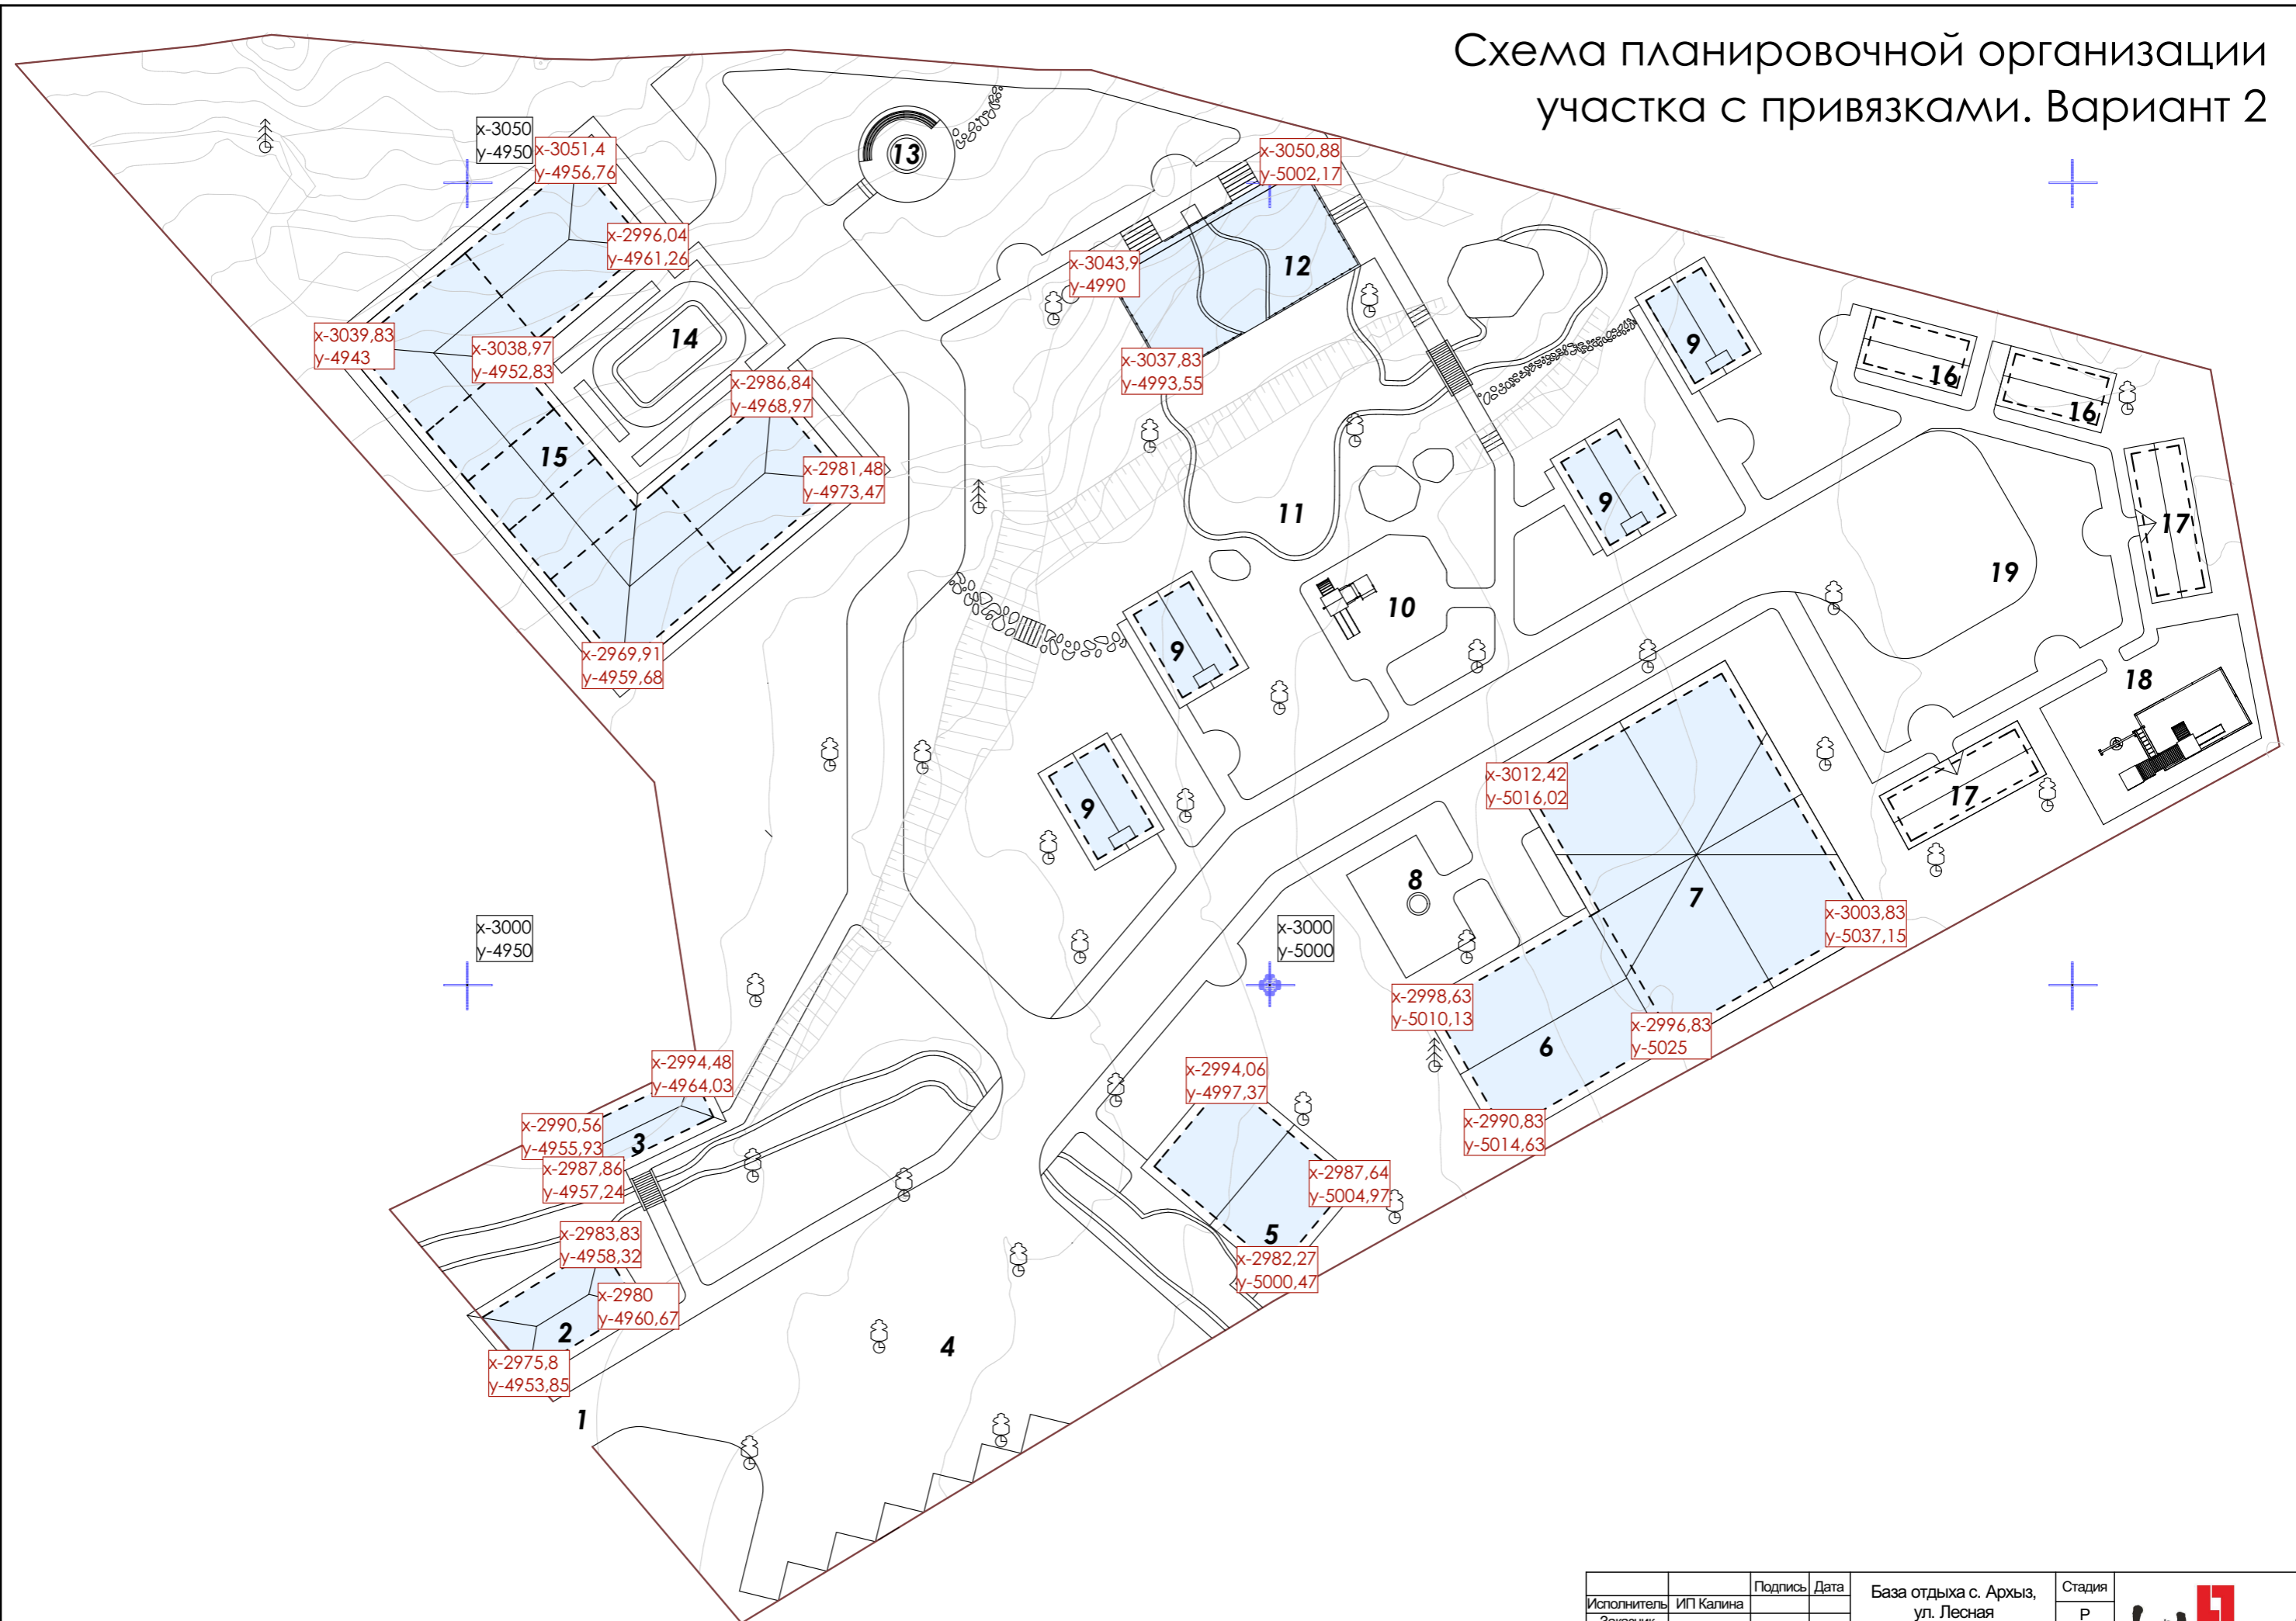 Схема планировочной организации
участка с привязками. Вариант 2
x-3050
y-4950
x-3051,4
y-4956,76
13
x-3050,88
y-5002,17
x-2996,04
y-4961,26
x-3043,9
y-4990
12
x-3039,83
y-4943
x-3038,97
y-4952,83
14
x-3037,83
y-4993,55
9
16
16
x-2986,84
y-4968,97
15
x-2981,48
y-4973,47
11
9
17
19
10
x-2969,91
y-4959,68
9
18
x-3012,42
y-5016,02
9
17
8
7
x-3000
y-4950
x-3000
y-5000
x-3003,83
y-5037,15
x-2998,63
y-5010,13
x-2996,83
y-5025
6
x-2994,48
y-4964,03
x-2994,06
y-4997,37
x-2990,56
y-4955,93
3
x-2990,83
y-5014,63
x-2987,86
y-4957,24
x-2987,64
y-5004,97
x-2983,83
y-4958,32
5
x-2982,27
y-5000,47
x-2980
y-4960,67
2
4
x-2975,8
y-4953,85
1
Подпись Дата
База отдыха с. Архыз,
ул. Лесная
Стадия
Исполнитель ИП Калина
Р